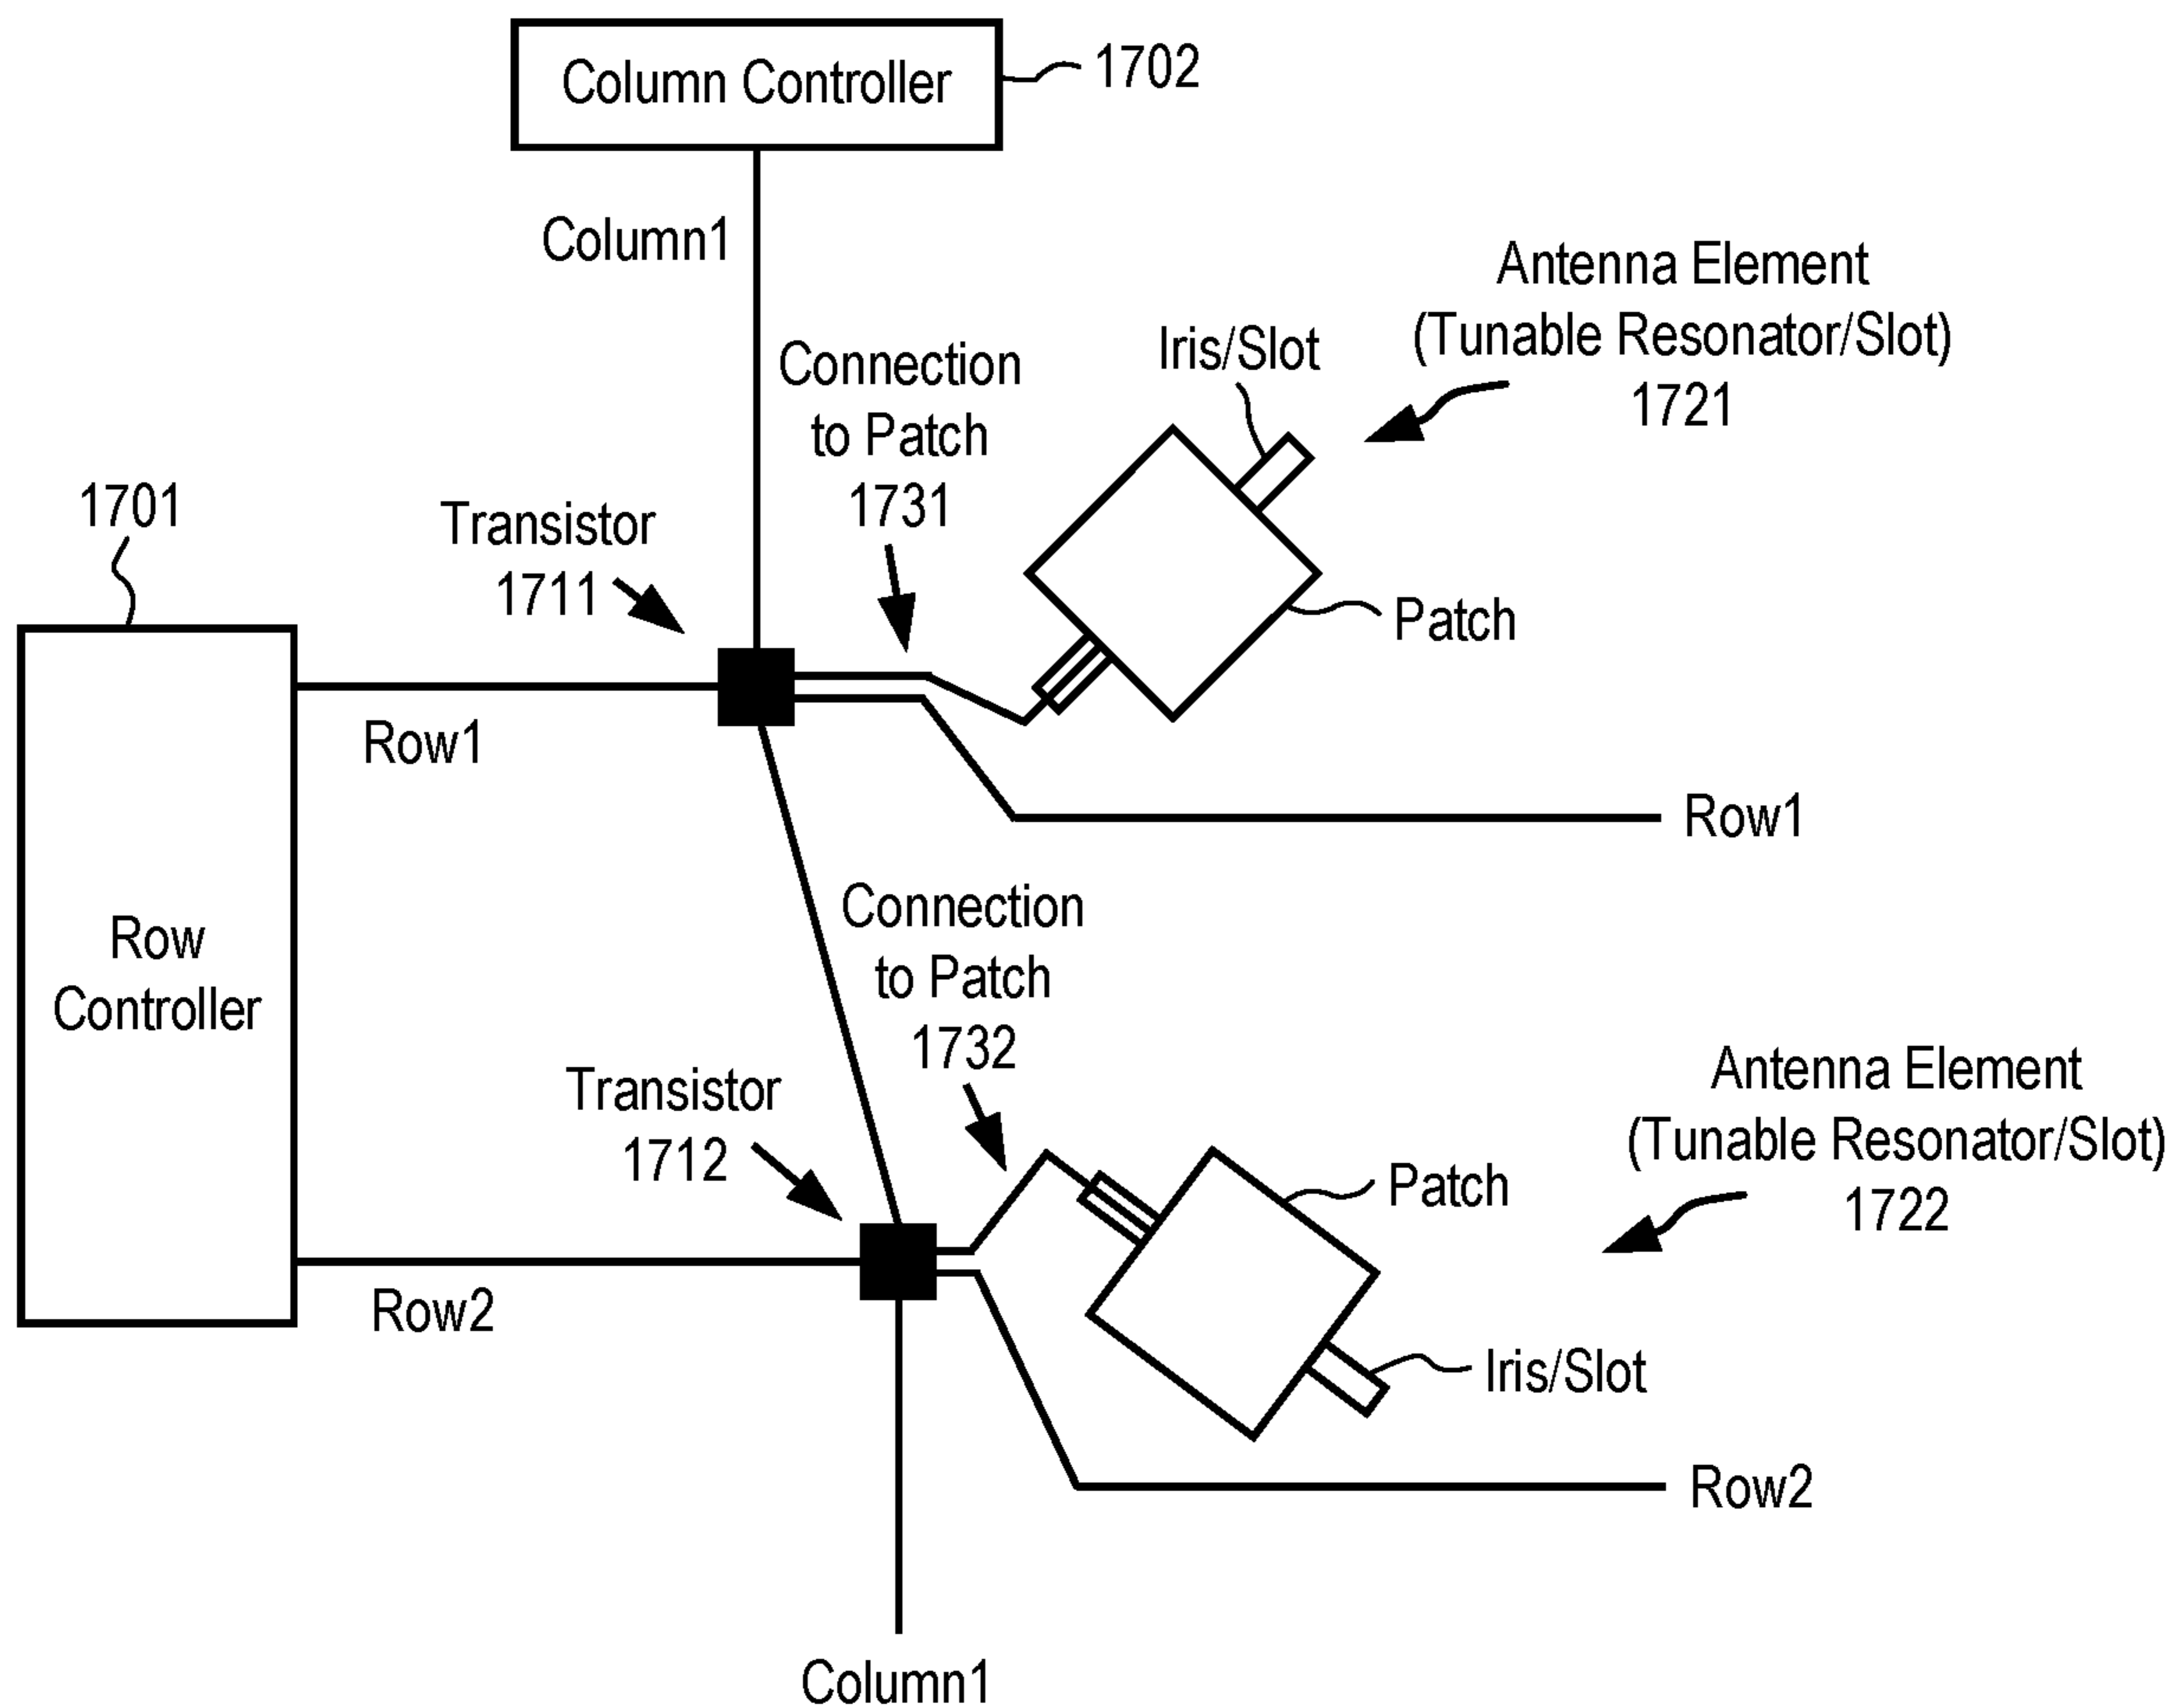 Column Controller
1702
Column1
Antenna Element
(Tunable Resonator/Slot)
1721
Iris/Slot
Connection
to Patch
1731
1701
Transistor
1711
Patch
Row1
Row1
Row
Controller
Connection
to Patch
1732
Transistor
1712
Antenna Element
(Tunable Resonator/Slot)
1722
Patch
Row2
Iris/Slot
Row2
Column1